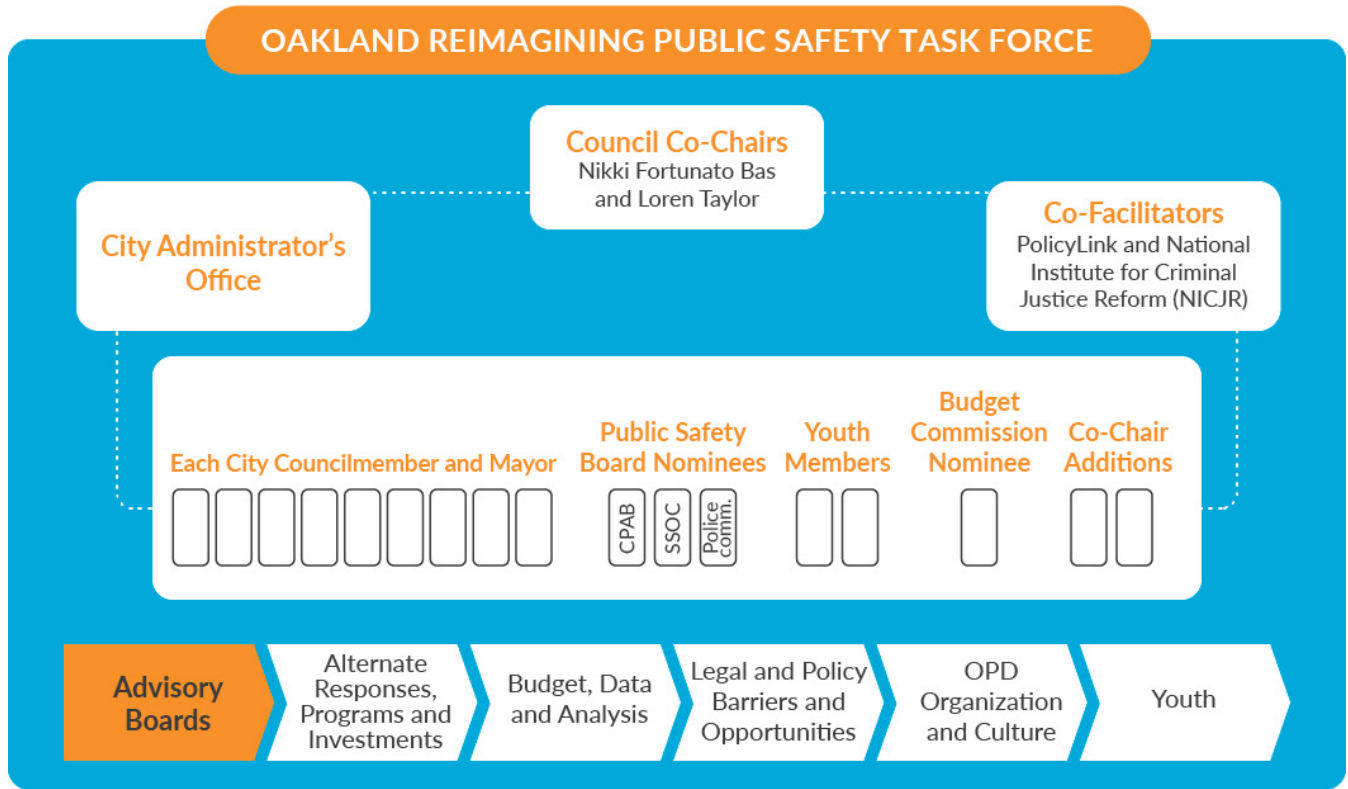 OAKLAND REIMAGINING PUBLIC SAFETY TASK FORCE
Council Co-Chairs
Nikki Fortunato Bas
and Loren Taylor
City Administrator's
Office
Co-Facilitators
PolicyLink and National
Institute for Criminal
Justice Reform (NICJR)
Each City Councilmember and Mayor
Public Safety
Board Nominees
CPAB
SSOC
Police
comm.
Youth
Members
Budget
Commission
Nominee
Co-Chair
Additions
Advisory
Boards
Alternate
Responses,
Programs and
Investments
Budget, Data
and Analysis
Legal and Policy
Barriers and
Opportunities
OPD
Organization
and Culture
Youth